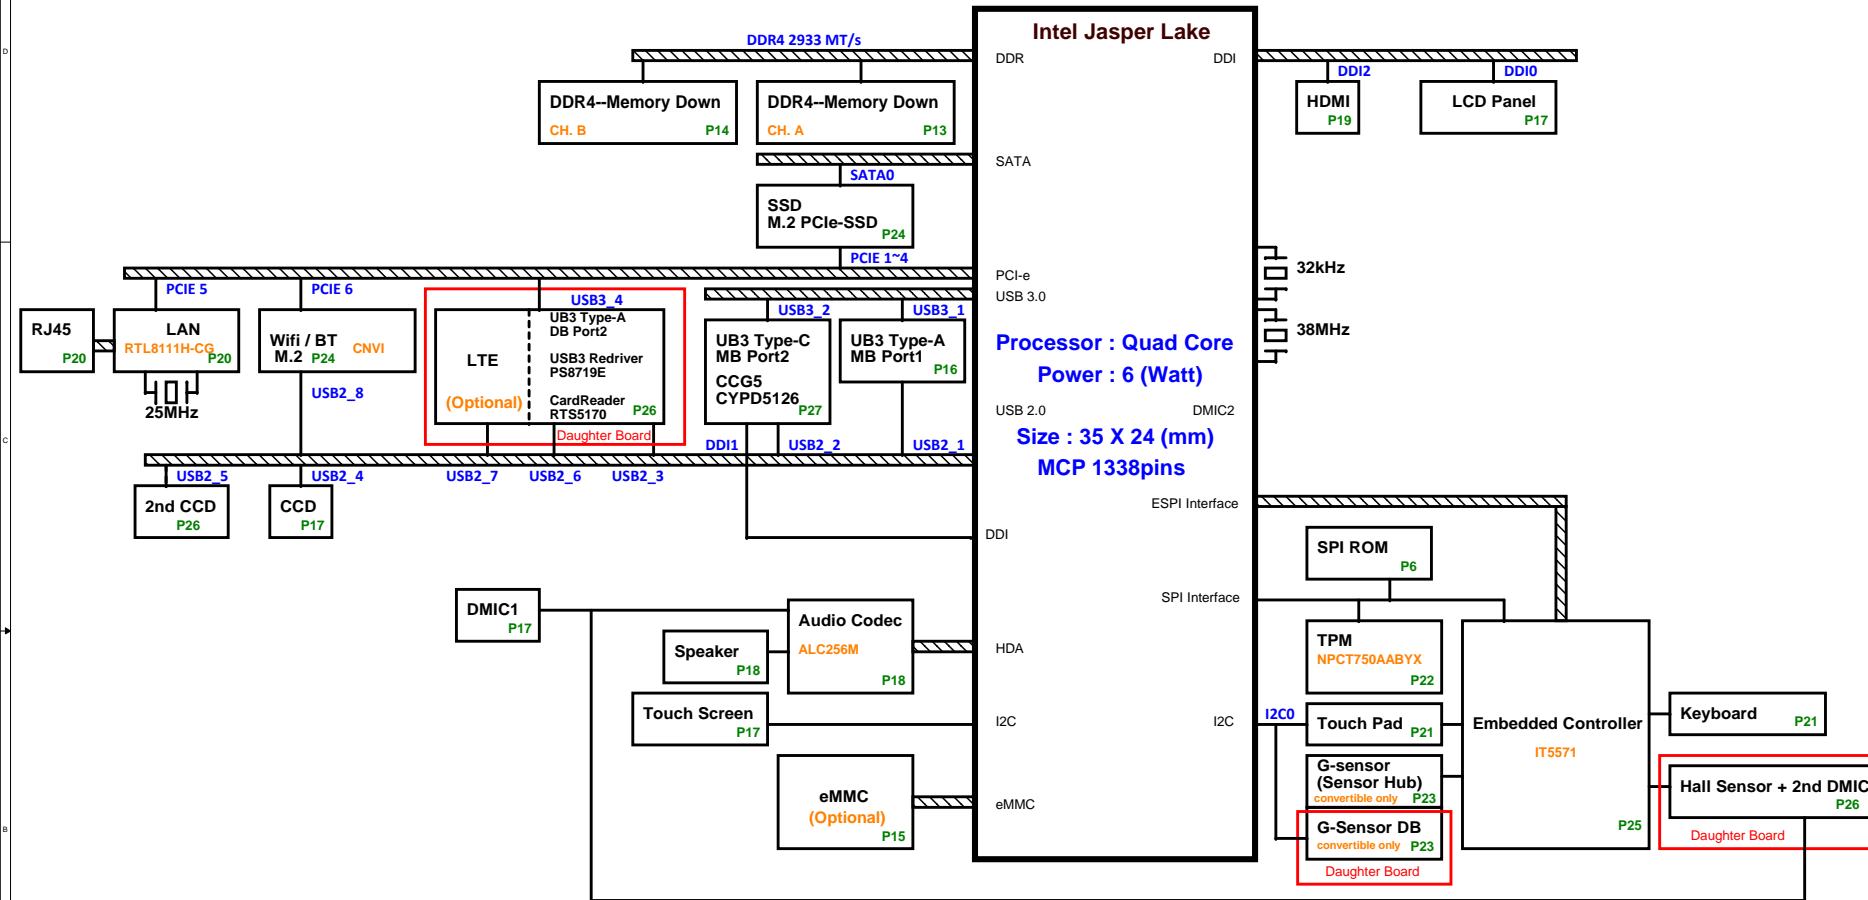 Intel Jasper Lake
DDR4 2933 MT/s
DDR
DDI
D
DDI2
DDI0
DDR4--Memory Down
CH. B
P14
DDR4--Memory Down
CH. A
P13
HDMI
P19
LCD Panel
P17
SATA
SATA0
SSD
M.2 PCIe-SSD
P24
PCIE 1~4
PCI-e
32kHz
PCIE 5
PCIE 6
USB3_4
USB 3.0
USB3_2
USB3_1
38MHz
RJ45
P20
LAN
RTL8111H-CG
P20
25MHz
Wifi / BT
M.2
P24
CNVI
USB2_8
LTE
(Optional)
UB3 Type-A
DB Port2
USB3 Redriver
PS8719E
CardReader
RTS5170
P26
Daughter Board
UB3 Type-C
MB Port2
CCG5
CYPD5126
P27
UB3 Type-A
MB Port1
P16
Processor : Quad Core
Power : 6 (Watt)
USB 2.0
DMIC2
Size : 35 X 24 (mm)
MCP 1338pins
C
DDI1
USB2_2
USB2_1
USB2_5
USB2_4
USB2_7
USB2_6
USB2_3
2nd CCD
P26
CCD
P17
ESPI Interface
DDI
SPI ROM
P6
SPI Interface
DMIC1
P17
Audio Codec
ALC256M
P18
Speaker
P18
HDA
TPM
NPCT750AABYX
P22
Touch Screen
P17
I2C
I2C
I2C0
Touch Pad
P21
Embedded Controller
IT5571
P25
Keyboard
P21
G-sensor
(Sensor Hub)
convertible only
P23
Hall Sensor + 2nd DMIC
P26
Daughter Board
eMMC
(Optional)
P15
eMMC
G-Sensor DB
convertible only
P23
Daughter Board
B